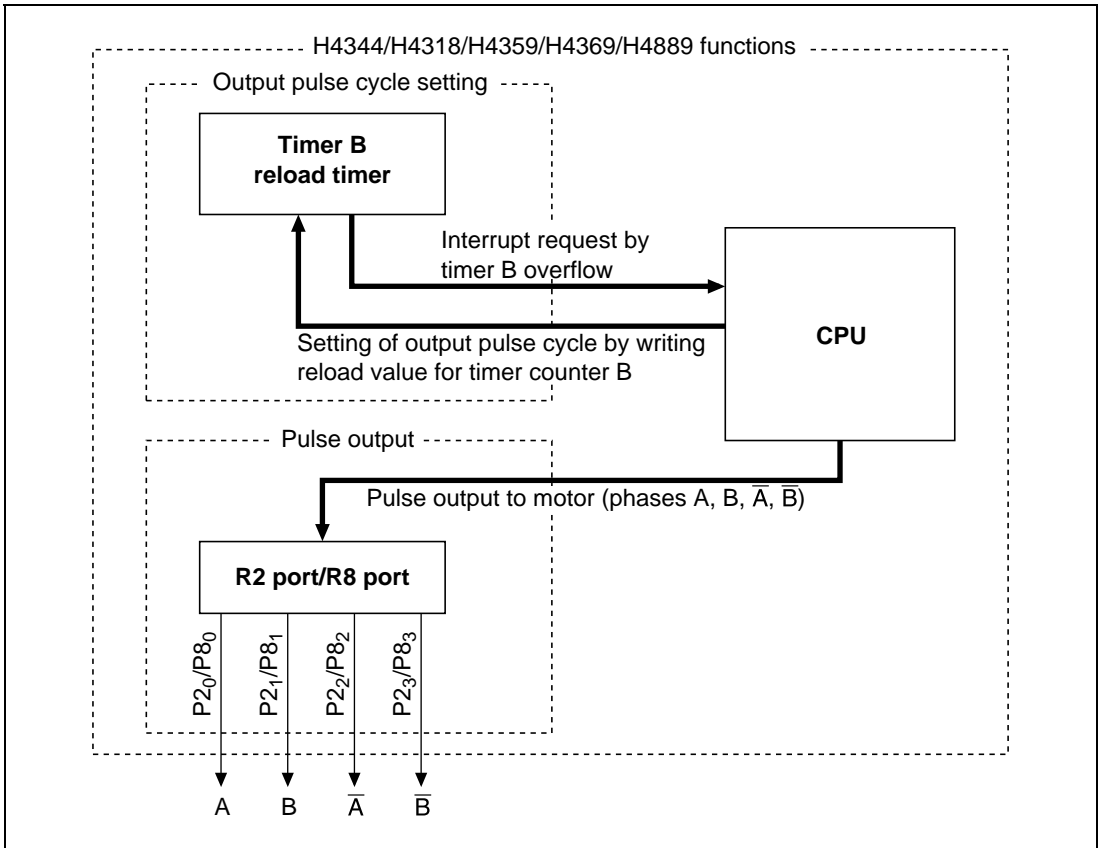 H4344/H4318/H4359/H4369/H4889 functions
Output pulse cycle setting
Timer B
reload timer
Interrupt request by
timer B overflow
CPU
Setting of output pulse cycle by writing
reload value for timer counter B
Pulse output
Pulse output to motor (phases A, B, A̅, B̅)
R2 port/R8 port
P2₀/P8₀
P2₁/P8₁
P2₂/P8₂
P2₃/P8₃
A
B
A̅
B̅